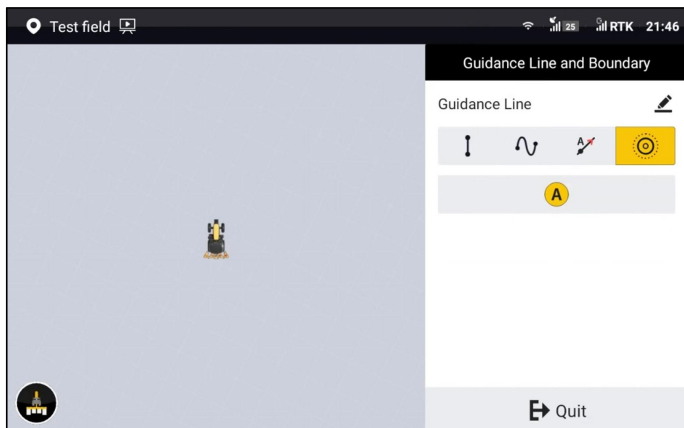 Test field
25
RTK
21:46
Guidance Line and Boundary
Guidance Line
A
A
Quit